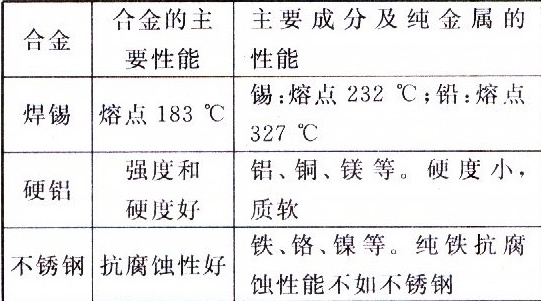 合金
合金的主
要性能
主要成分及纯金属的
性能
焊锡
熔点 183 ℃
锡:熔点 232 ℃;铅:熔点
327 ℃
硬铝
强度和
硬度好
铝、铜、镁等。硬度小,
质软
不锈钢
抗腐蚀性好
铁、铬、镍等。纯铁抗腐
蚀性能不如不锈钢